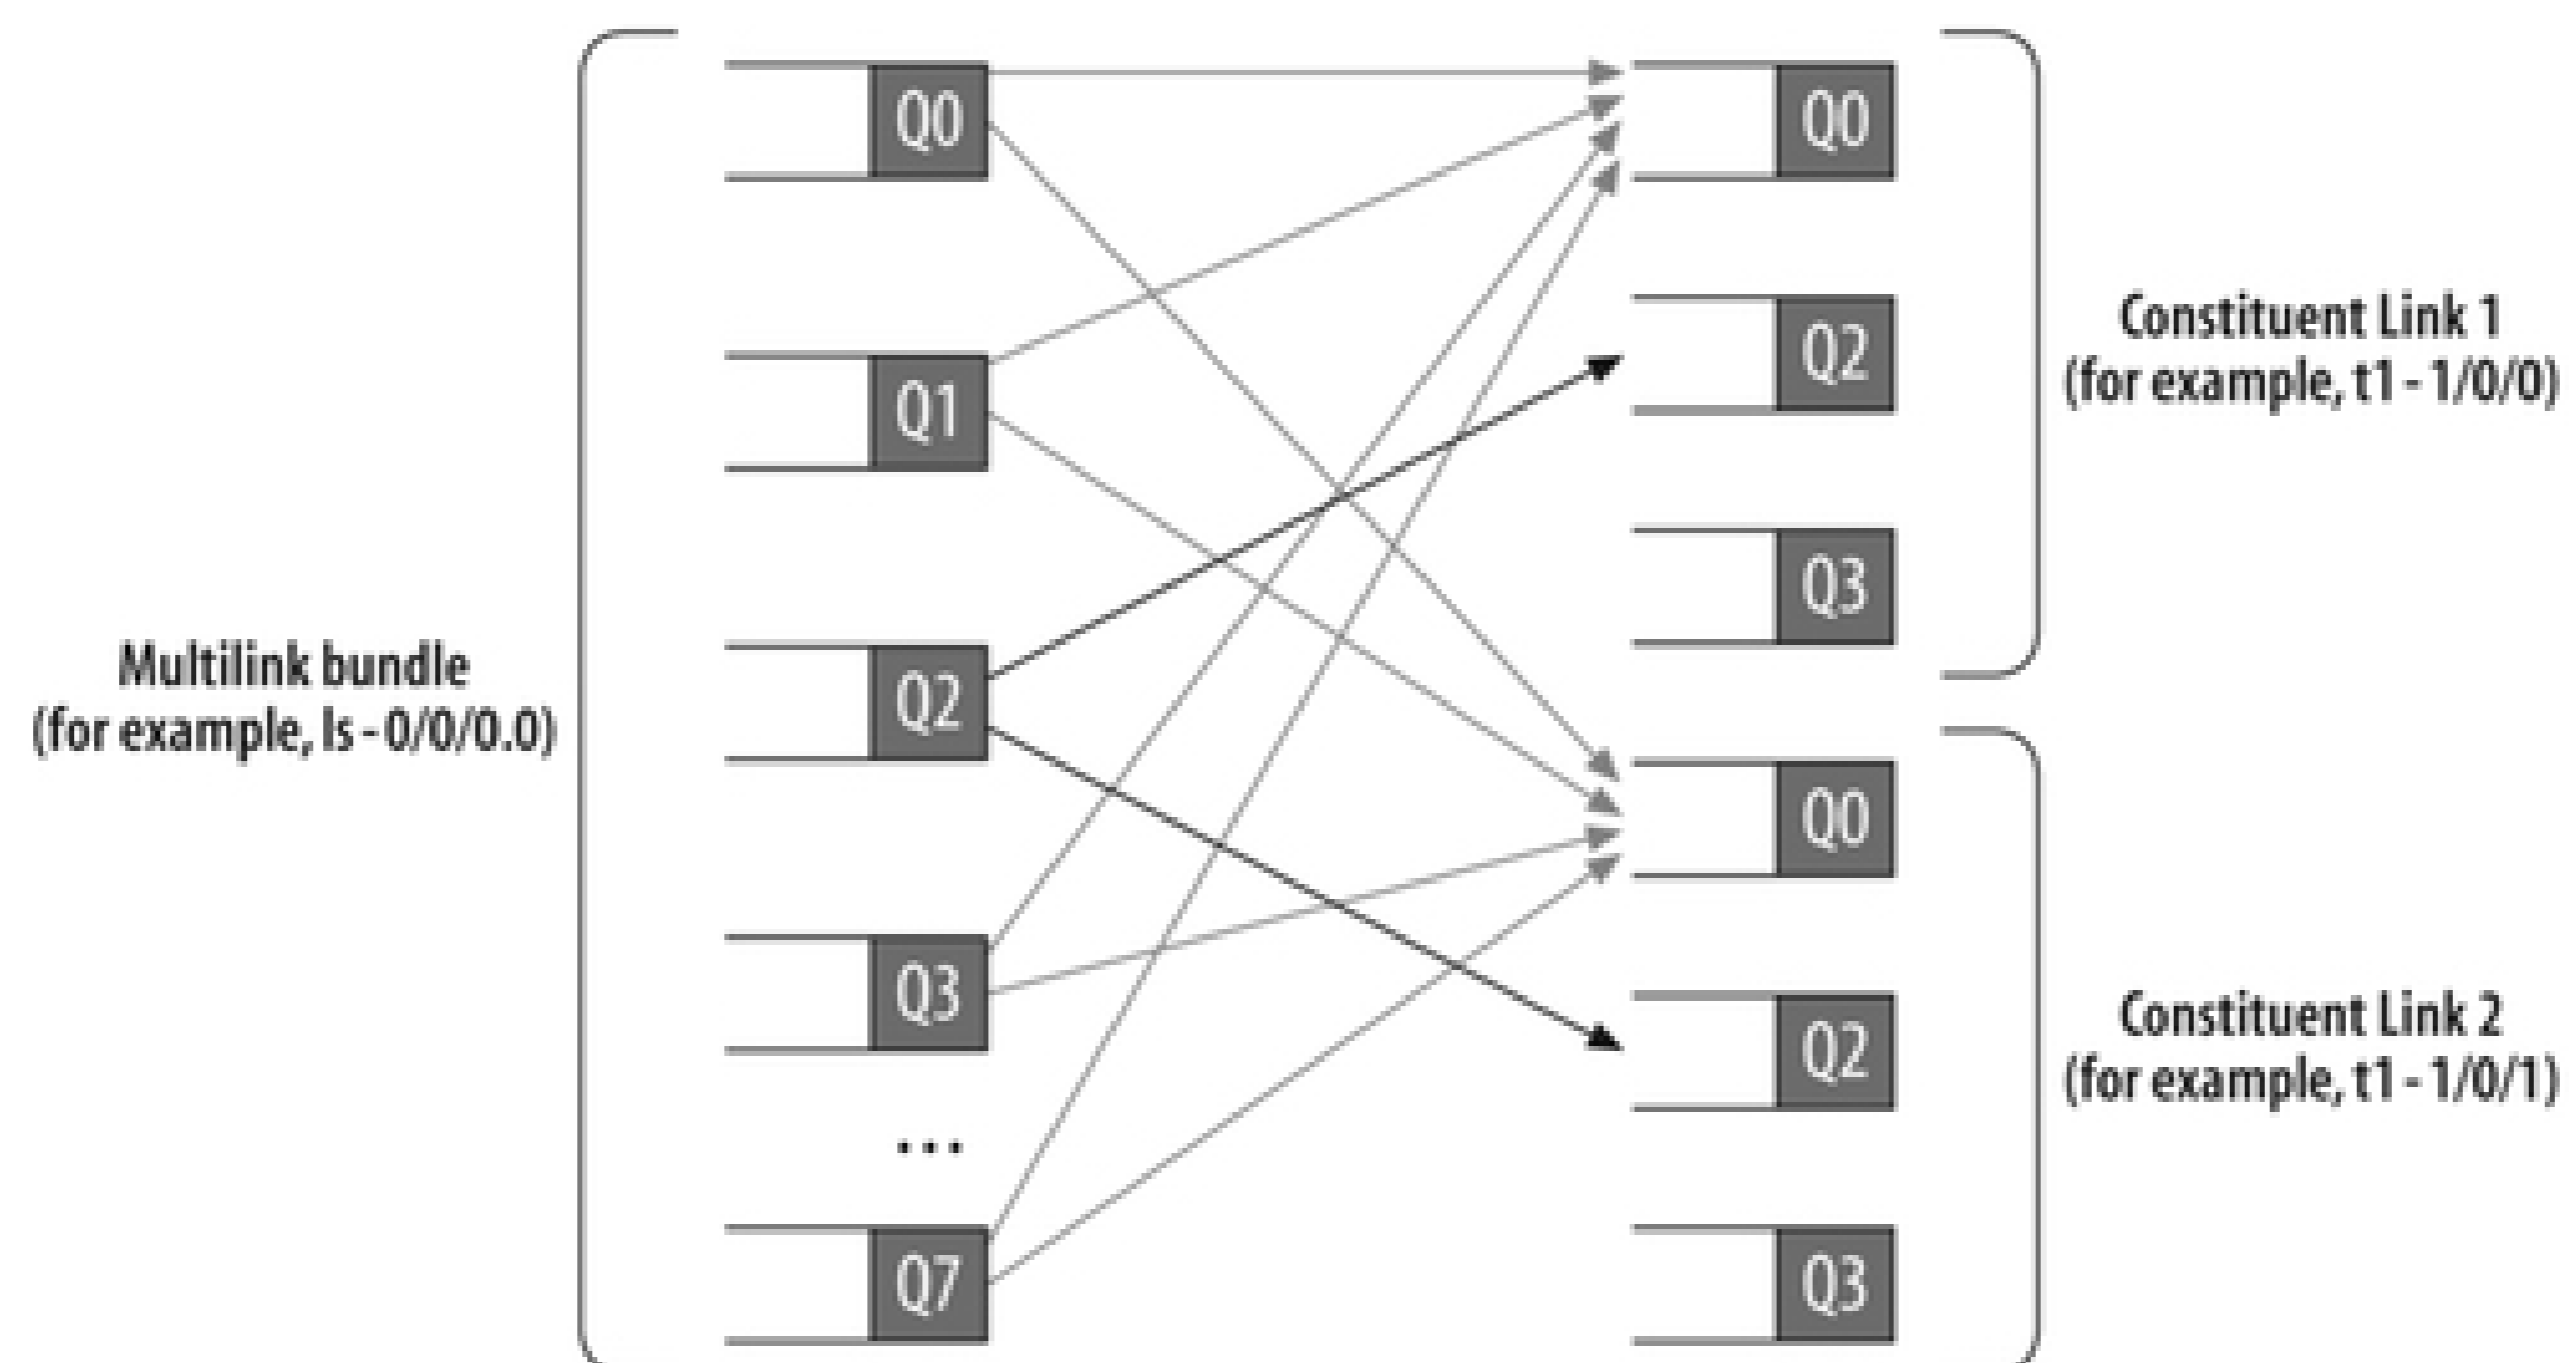 Multilink bundle
(for example, ls - 0/0/0.0)
Q0
Q1
Q2
Q3
...
Q7
Q0
Q2
Q3
Constituent Link 1
(for example, t1 - 1/0/0)
Q0
Q2
Q3
Constituent Link 2
(for example, t1 - 1/0/1)